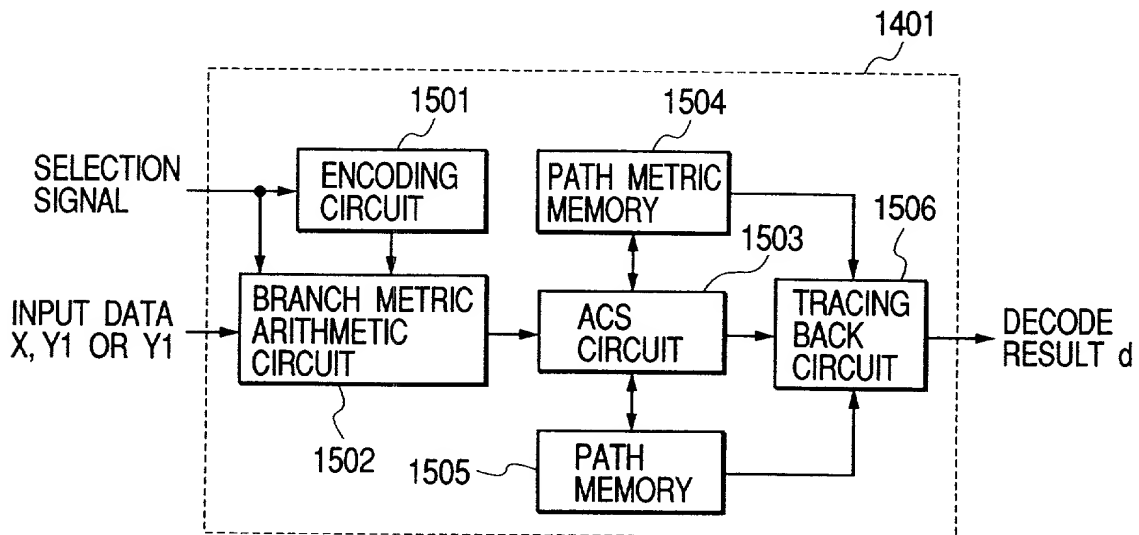 1401
1501
1504
SELECTION
SIGNAL
ENCODING
CIRCUIT
PATH METRIC
MEMORY
1506
1503
INPUT DATA
X, Y1 OR Y1
BRANCH METRIC
ARITHMETIC
CIRCUIT
ACS
CIRCUIT
TRACING
BACK
CIRCUIT
DECODE
RESULT d
1502
1505
PATH
MEMORY